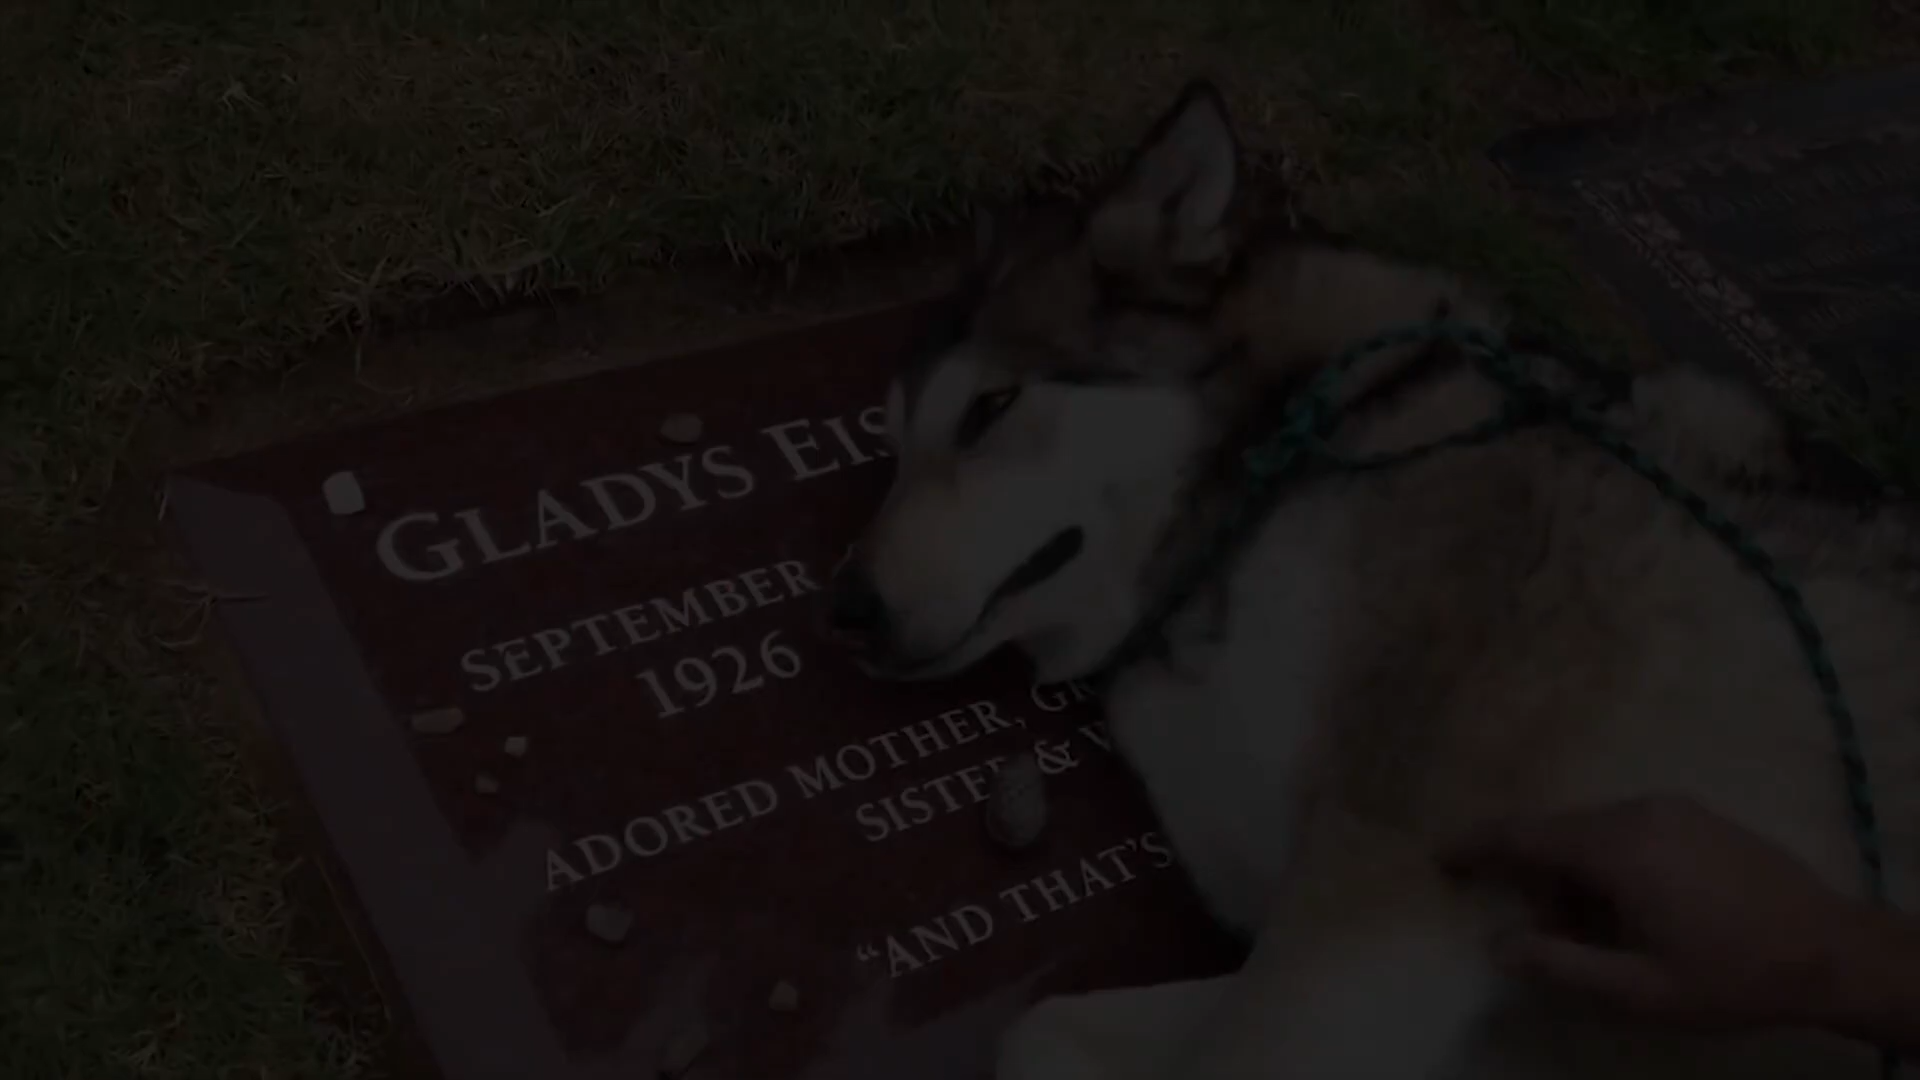 GLADYS EIS
SEPTEMBER
1926
ADORED MOTHER, GR
SISTER & V
“AND THAT'S